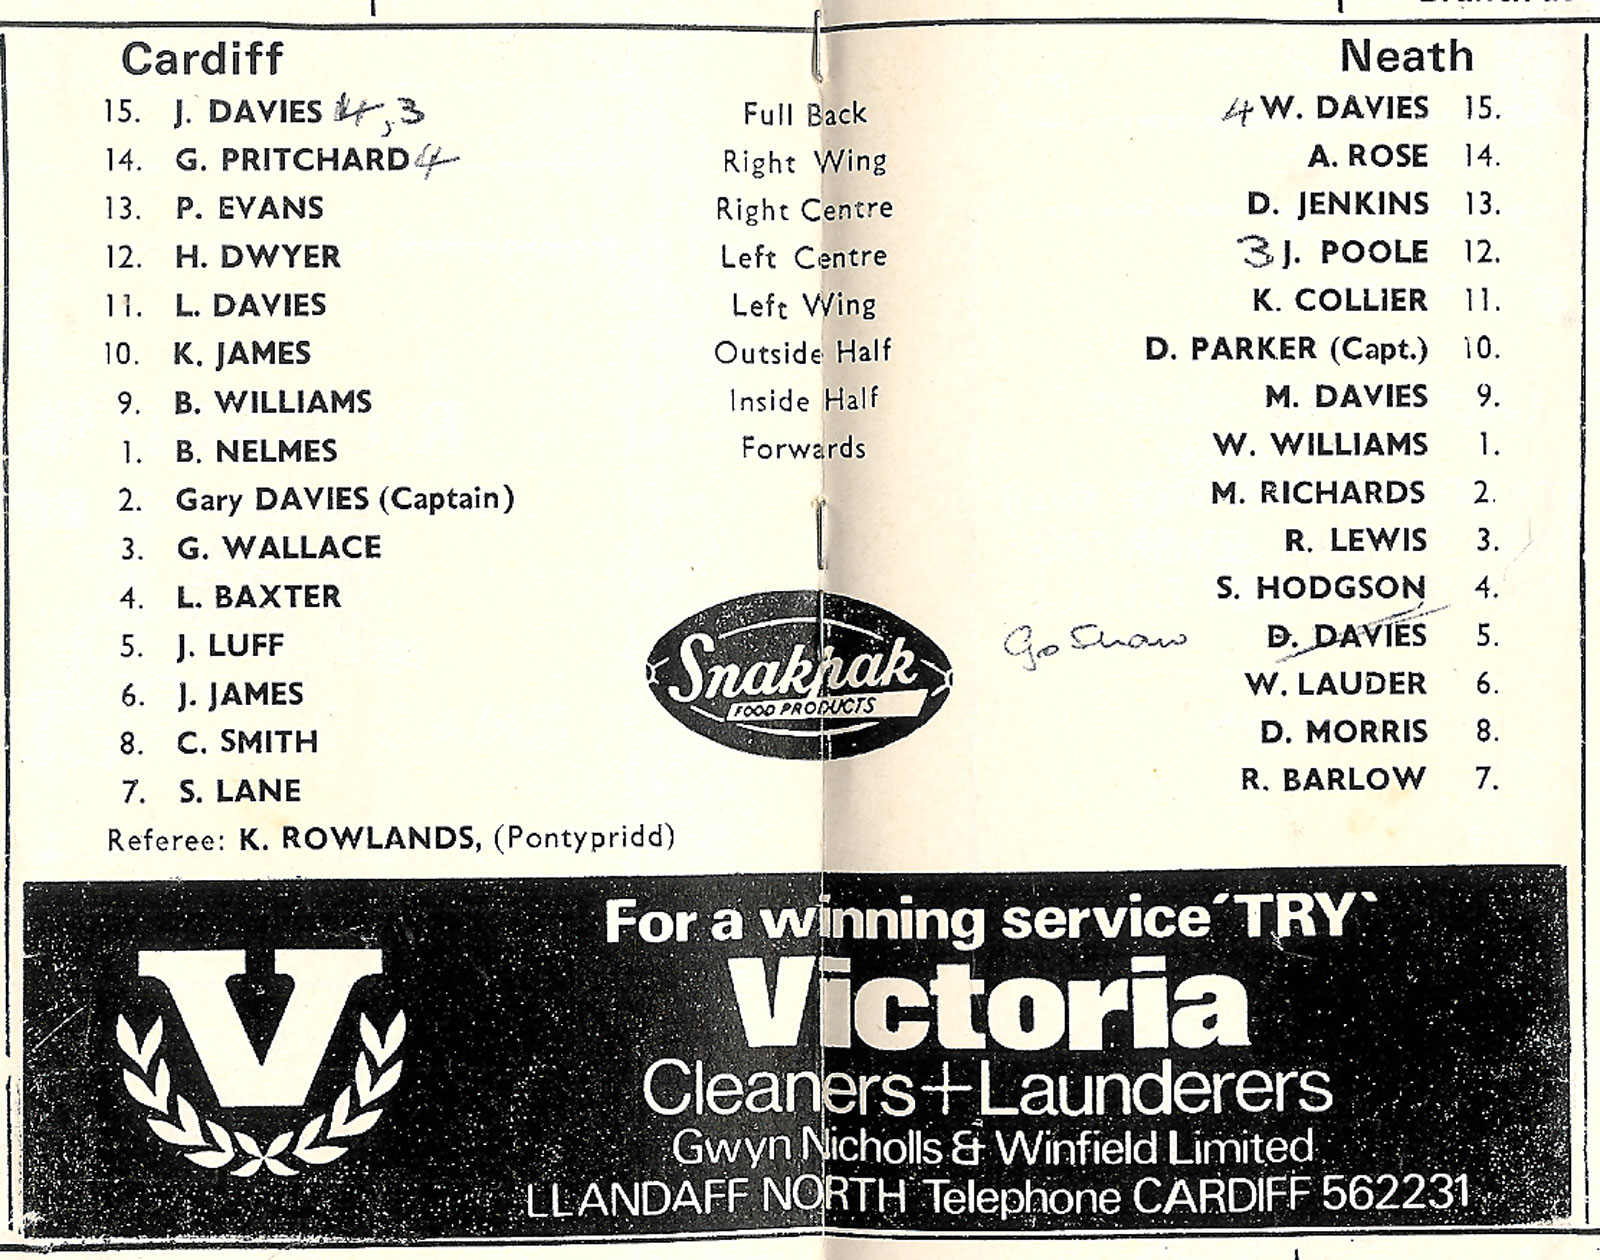 Cardiff Neath
15. J. DAVIES 4, 3 Full Back 4 W. DAVIES 15.
14. G. PRITCHARD 4 Right Wing A. ROSE 14.
13. P. EVANS Right Centre D. JENKINS 13.
12. H. DWYER Left Centre 3 J. POOLE 12.
11. L. DAVIES Left Wing K. COLLIER 11.
10. K. JAMES Outside Half D. PARKER (Capt.) 10.
9. B. WILLIAMS Inside Half M. DAVIES 9.
1. B. NELMES Forwards W. WILLIAMS 1.
2. Gary DAVIES (Captain) M. RICHARDS 2.
3. G. WALLACE R. LEWIS 3.
4. L. BAXTER S. HODGSON 4.
5. J. LUFF Go Shaw D. DAVIES 5.
6. J. JAMES W. LAUDER 6.
8. C. SMITH D. MORRIS 8.
7. S. LANE R. BARLOW 7.
Snakpak
FOOD PRODUCTS
Referee: K. ROWLANDS, (Pontypridd)
V
For a winning service ´TRY`
Victoria
Cleaners+Launderers
Gwyn Nicholls & Winfield Limited
LLANDAFF NORTH Telephone CARDIFF 562231